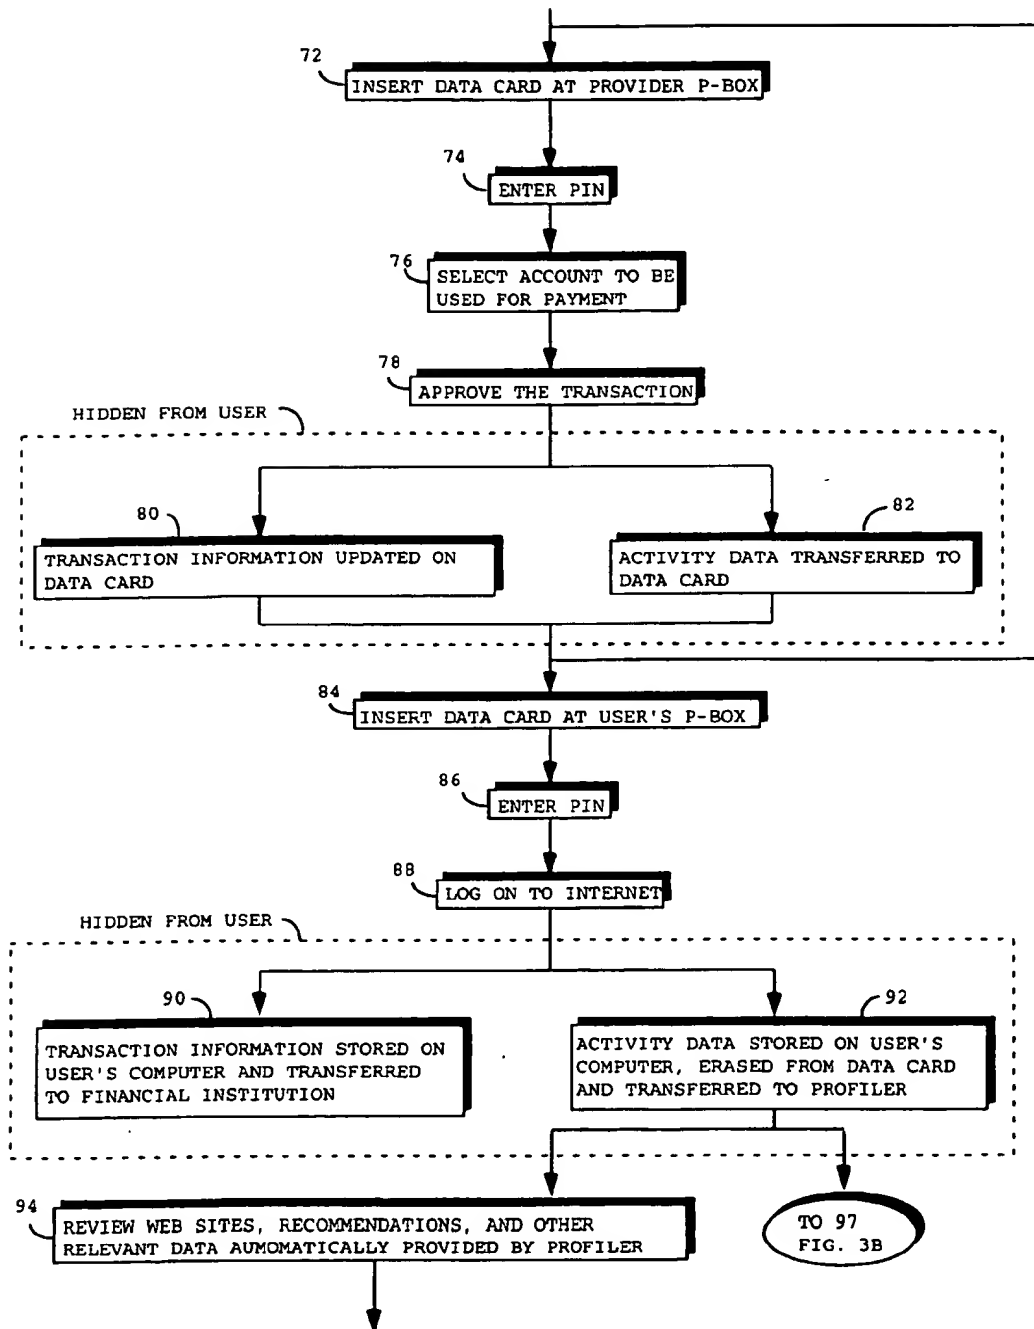 72
INSERT DATA CARD AT PROVIDER P-BOX
74
ENTER PIN
76
SELECT ACCOUNT TO BE
USED FOR PAYMENT
78
APPROVE THE TRANSACTION
HIDDEN FROM USER
80
TRANSACTION INFORMATION UPDATED ON
DATA CARD
82
ACTIVITY DATA TRANSFERRED TO
DATA CARD
84
INSERT DATA CARD AT USER'S P-BOX
86
ENTER PIN
88
LOG ON TO INTERNET
HIDDEN FROM USER
90
TRANSACTION INFORMATION STORED ON
USER'S COMPUTER AND TRANSFERRED
TO FINANCIAL INSTITUTION
92
ACTIVITY DATA STORED ON USER'S
COMPUTER, ERASED FROM DATA CARD
AND TRANSFERRED TO PROFILER
94
REVIEW WEB SITES, RECOMMENDATIONS, AND OTHER
RELEVANT DATA AUMOMATICALLY PROVIDED BY PROFILER
TO 97
FIG. 3B